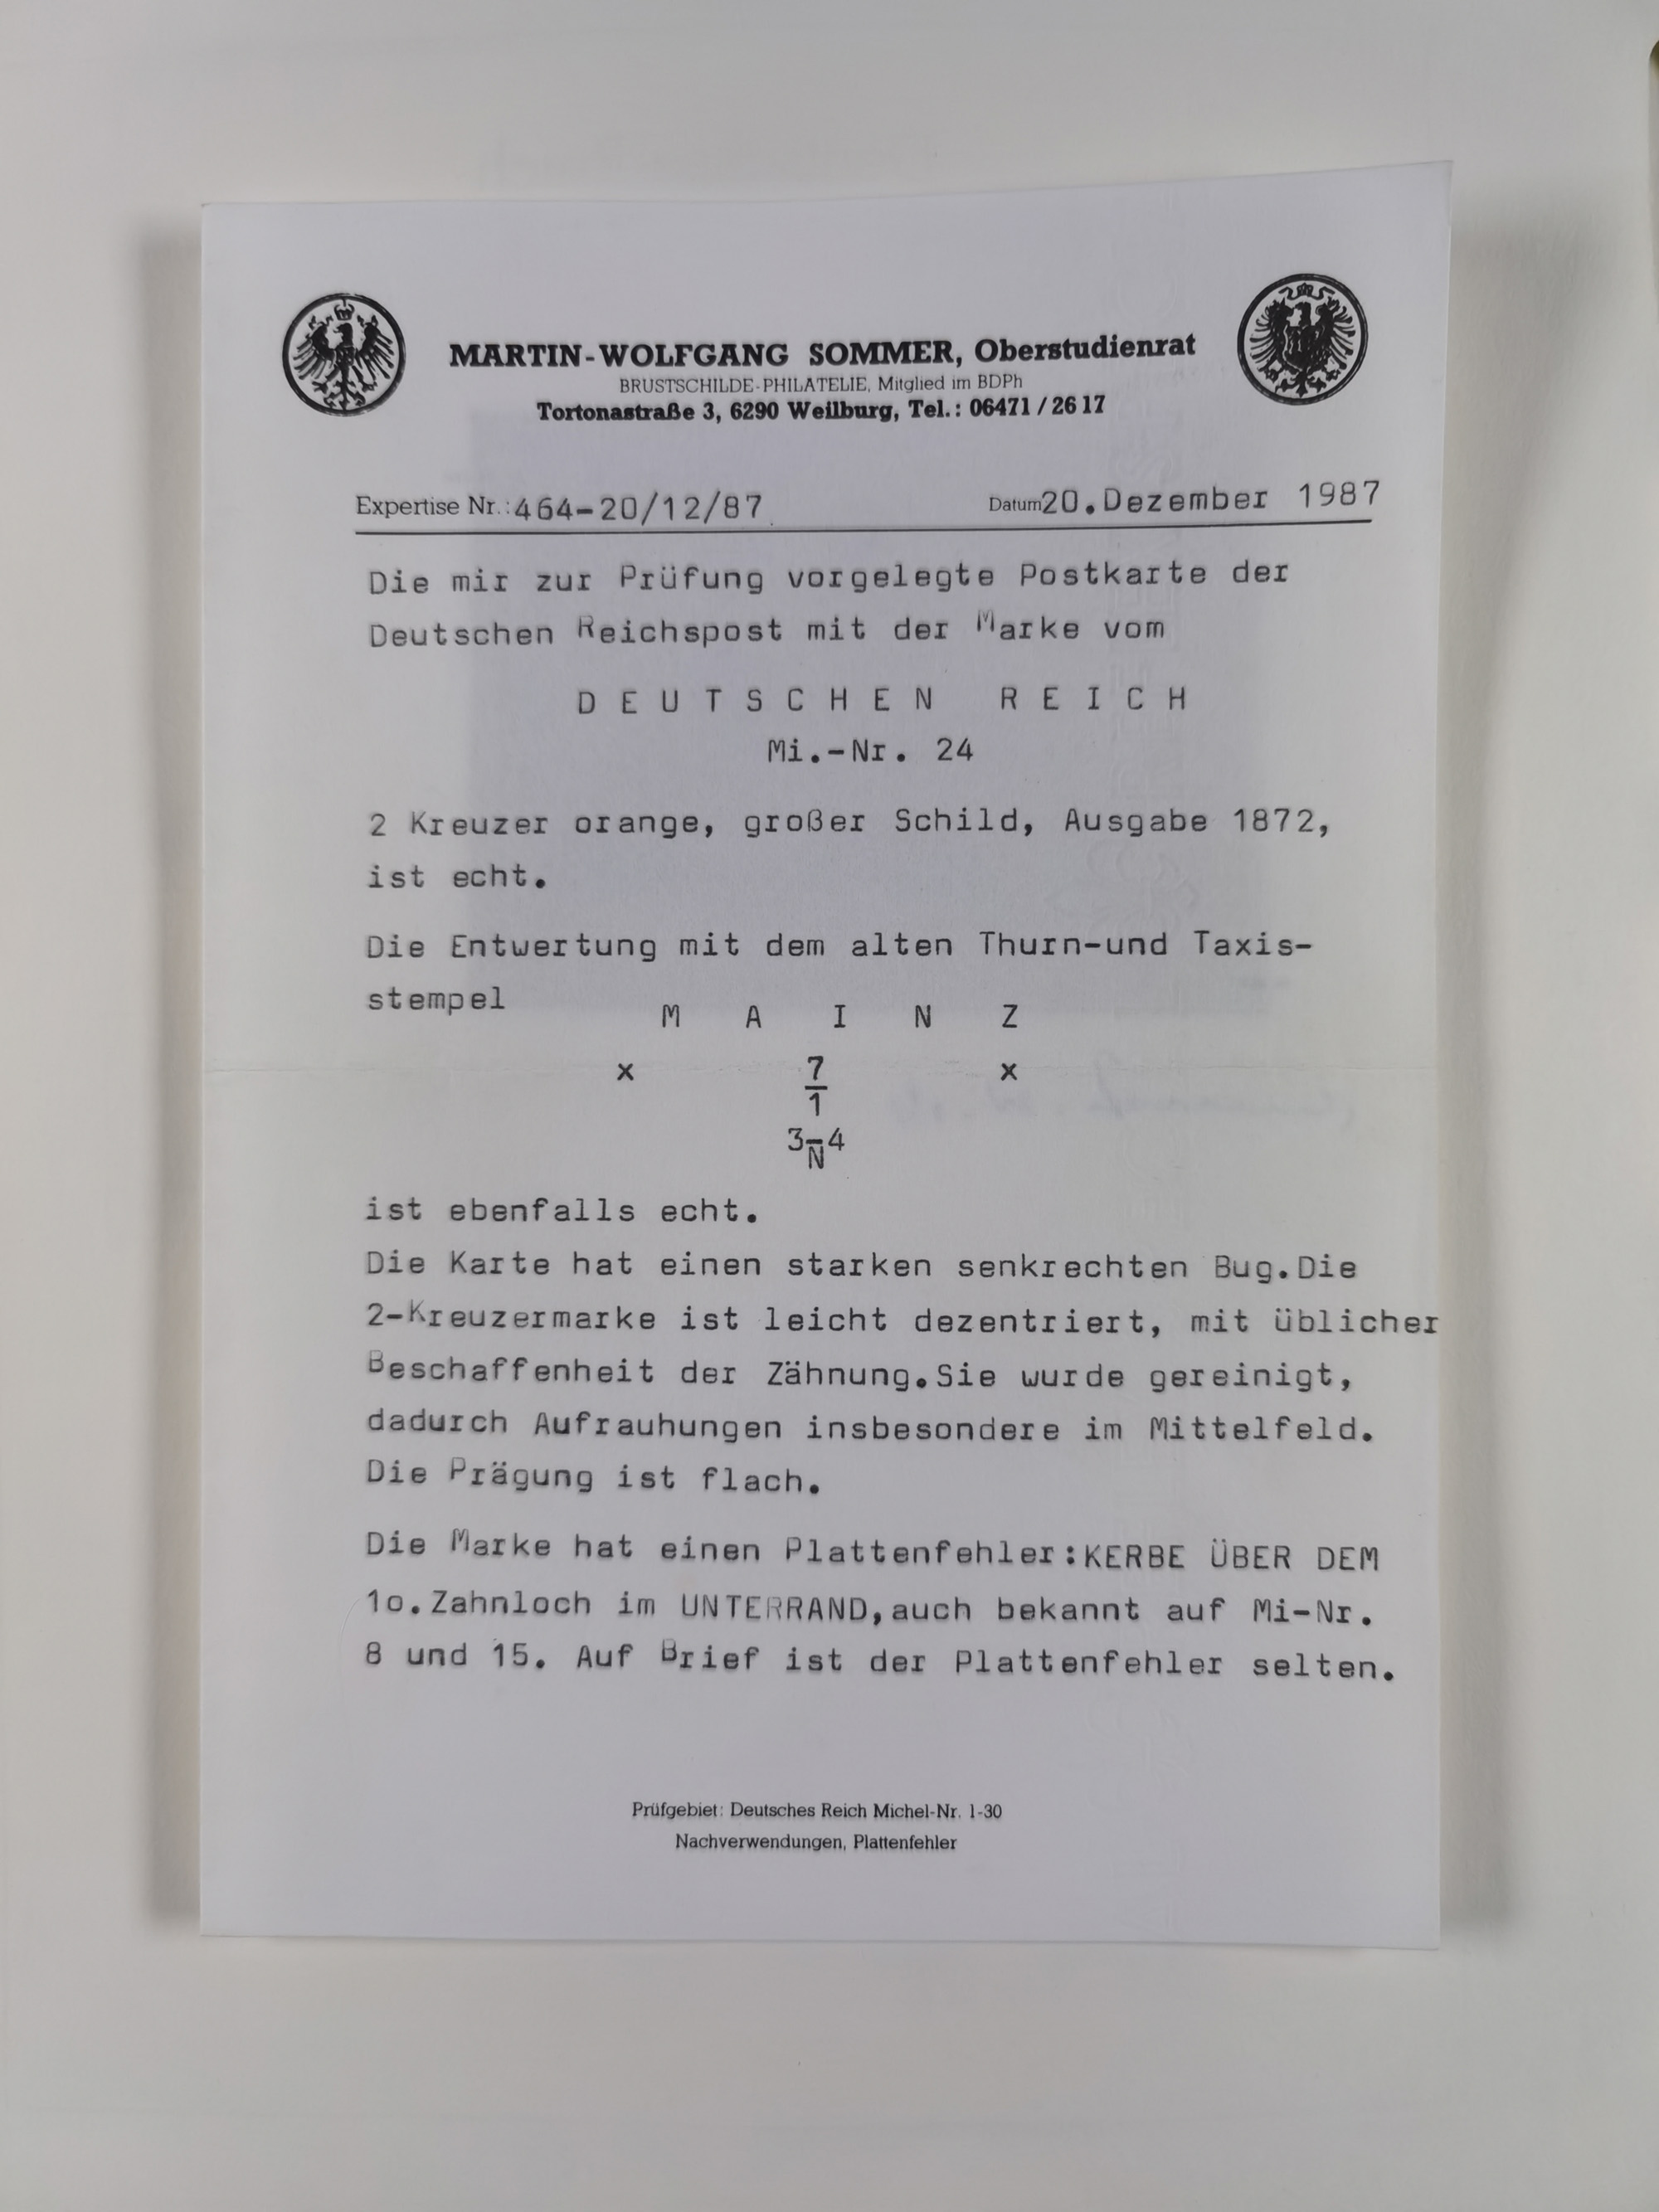 MARTIN-WOLFGANG SOMMER, Oberstudienrat
BRUSTSCHILDE-PHILATELIE, Mitglied im BDPh
Tortonastraße 3, 6290 Weilburg, Tel.: 06471/2617
Expertise Nr.:464-20/12/87 Datum20.Dezember 1987
Die mir zur Prüfung vorgelegte Postkarte der
Deutschen Reichspost mit der Marke vom
D E U T S C H E N R E I C H
Mi.-Nr. 24
2 Kreuzer orange, großer Schild, Ausgabe 1872,
ist echt.
Die Entwertung mit dem alten Thurn-und Taxis-
stempel
M A I N Z
x 7 x
1
3-4
N
ist ebenfalls echt.
Die Karte hat einen starken senkrechten Bug.Die
2-Kreuzermarke ist leicht dezentriert, mit üblicher
Beschaffenheit der Zähnung.Sie wurde gereinigt,
dadurch Aufrauhungen insbesondere im Mittelfeld.
Die Prägung ist flach.
Die Marke hat einen Plattenfehler:KERBE ÜBER DEM
1o.Zahnloch im UNTERRAND,auch bekannt auf Mi-Nr.
8 und 15. Auf Brief ist der Plattenfehler selten.
Prüfgebiet: Deutsches Reich Michel-Nr. 1-30
Nachverwendungen, Plattenfehler